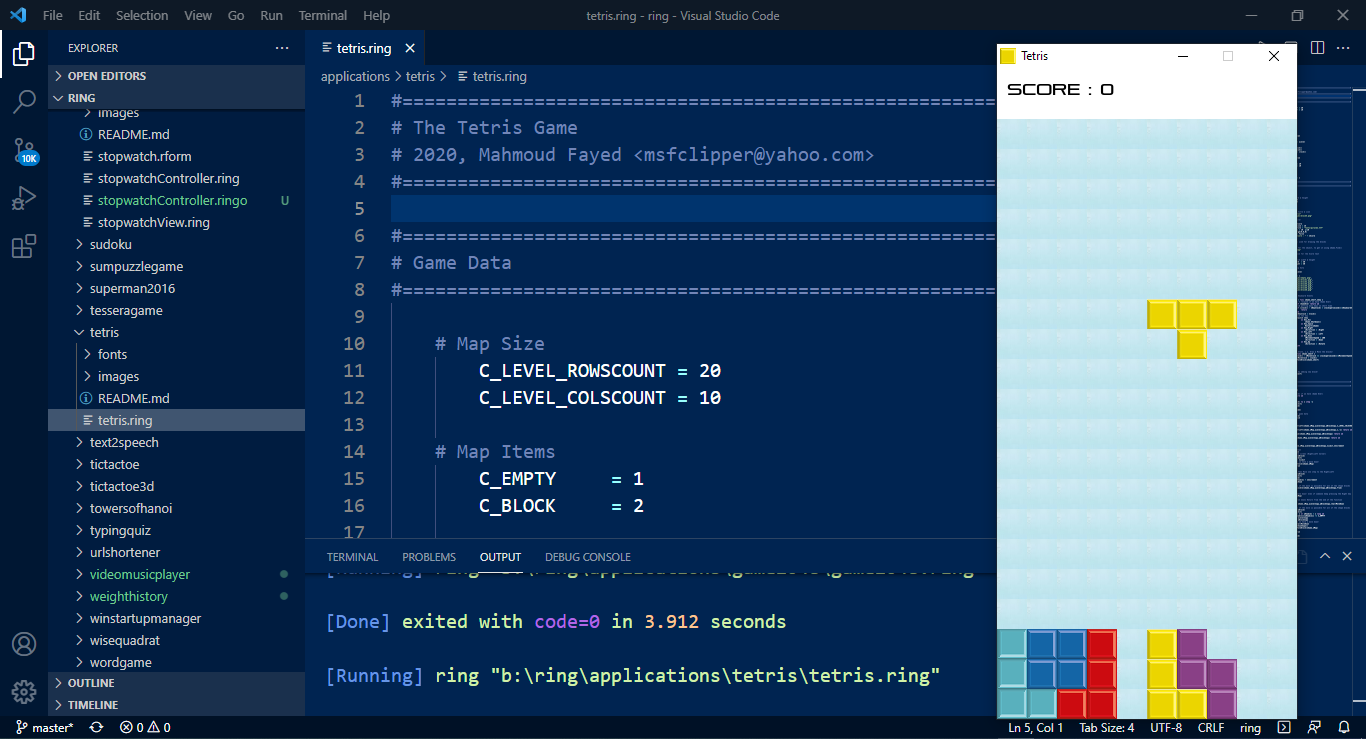 File Edit Selection View Go Run Terminal Help
tetris.ring - ring - Visual Studio Code
EXPLORER
OPEN EDITORS
RING
images
README.md
stopwatch.rform
stopwatchController.ring
stopwatchController.ringo U
stopwatchView.ring
sudoku
sumpuzzlegame
superman2016
tesseragame
tetris
fonts
images
README.md
tetris.ring
text2speech
tictactoe
tictactoe3d
towersofhanoi
typingquiz
urlshortener
videomusicplayer
weighthistory
winstartupmanager
wisequadrat
wordgame
OUTLINE
TIMELINE
10K
tetris.ring
applications > tetris > tetris.ring
1 #=======================================================
2 # The Tetris Game
3 # 2020, Mahmoud Fayed <msfclipper@yahoo.com>
4 #=======================================================
5
6 #=======================================================
7 # Game Data
8 #=======================================================
9
10 # Map Size
11 C_LEVEL_ROWSCOUNT = 20
12 C_LEVEL_COLSCOUNT = 10
13
14 # Map Items
15 C_EMPTY = 1
16 C_BLOCK = 2
17
TERMINAL PROBLEMS OUTPUT DEBUG CONSOLE
[Done] exited with code=0 in 3.912 seconds
[Running] ring "b:\ring\applications\tetris\tetris.ring"
Tetris
SCORE : 0
master* 0 0
Ln 5, Col 1 Tab Size: 4 UTF-8 CRLF ring